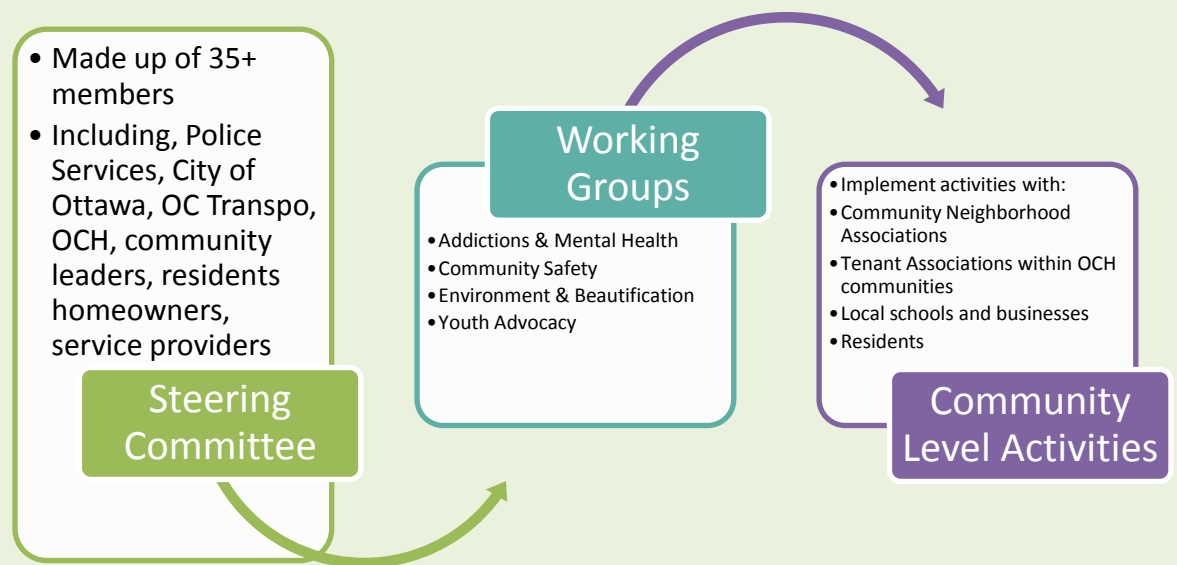 • Made up of 35+
members
• Including, Police
Services, City of
Ottawa, OC Transpo,
OCH, community
leaders, residents
homeowners,
service providers
Steering
Committee
Working
Groups
• Addictions & Mental Health
• Community Safety
• Environment & Beautification
• Youth Advocacy
• Implement activities with:
• Community Neighborhood
Associations
• Tenant Associations within OCH
communities
• Local schools and businesses
• Residents
Community
Level Activities